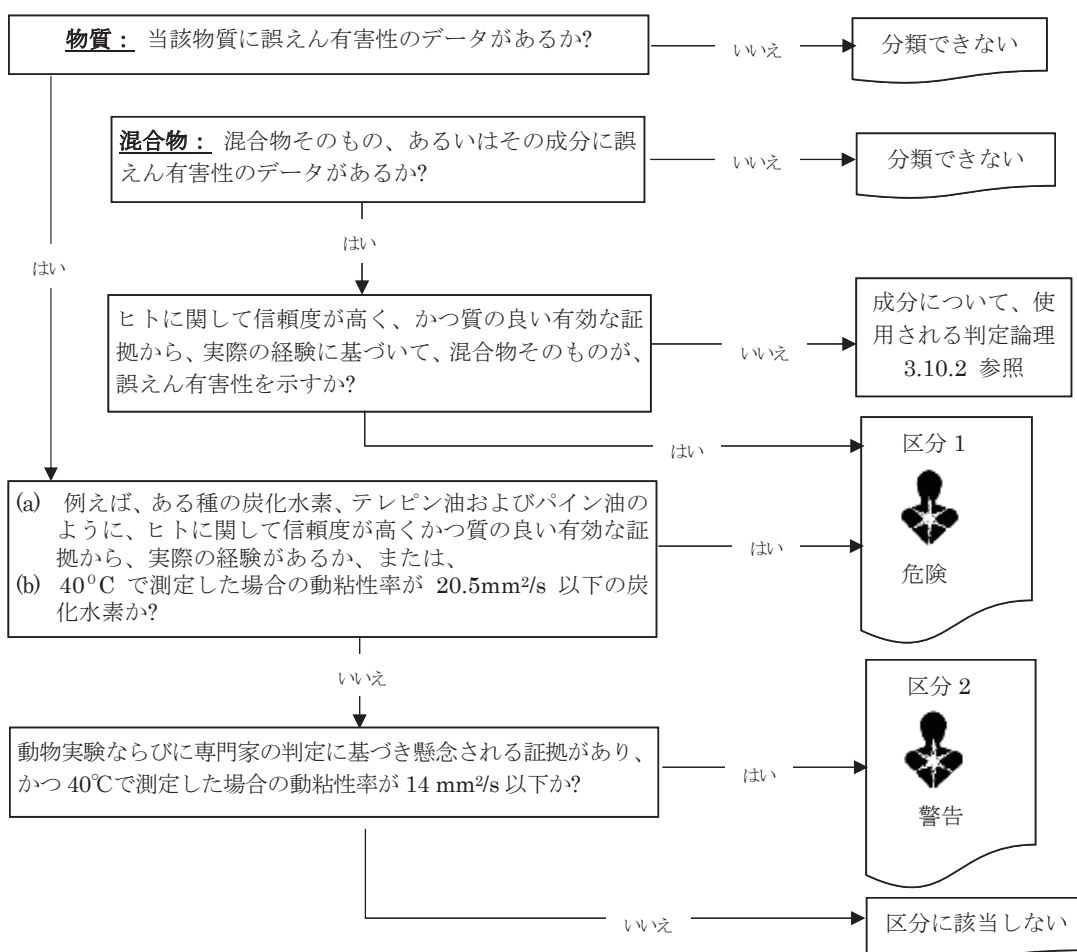 物質： 当該物質に誤えん有害性のデータがあるか?
いいえ
分類できない
混合物： 混合物そのもの、あるいはその成分に誤
えん有害性のデータがあるか?
いいえ
分類できない
はい
はい
ヒトに関して信頼度が高く、かつ質の良い有効な証
拠から、実際の経験に基づいて、混合物そのものが、
誤えん有害性を示すか?
いいえ
成分について、使
用される判定論理
3.10.2 参照
はい
区分 1
危険
(a) 例えば、ある種の炭化水素、テレピン油およびパイン油の
ように、ヒトに関して信頼度が高くかつ質の良い有効な証
拠から、実際の経験があるか、または、
(b) 40⁰C で測定した場合の動粘性率が 20.5mm²/s 以下の炭
化水素か?
はい
いいえ
区分 2
警告
動物実験ならびに専門家の判定に基づき懸念される証拠があり、
かつ 40℃で測定した場合の動粘性率が 14 mm²/s 以下か?
はい
いいえ
区分に該当しない